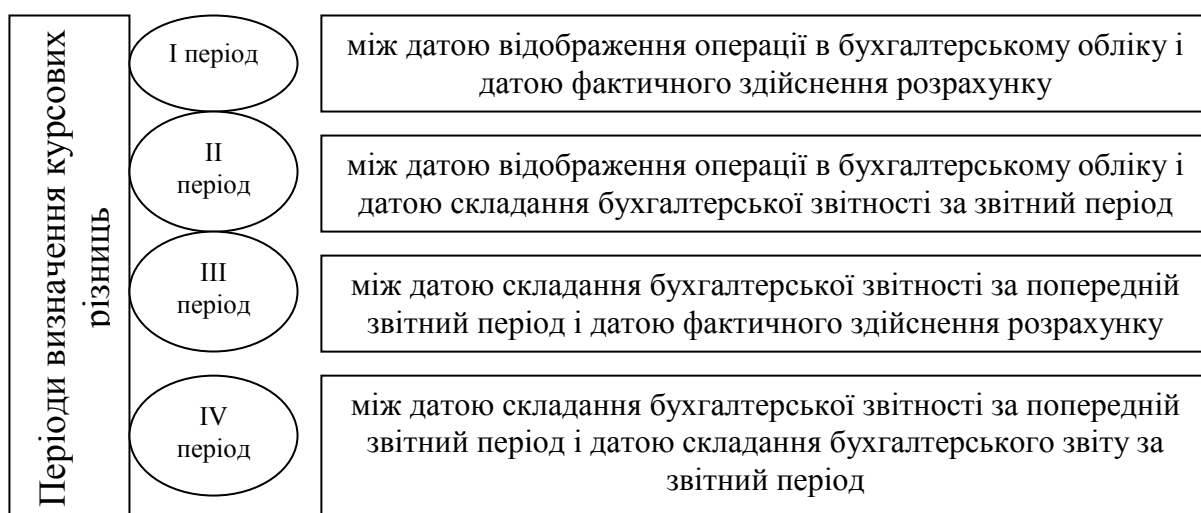 Періоди визначення курсових
різниць
I період
між датою відображення операції в бухгалтерському обліку і
датою фактичного здійснення розрахунку
II
період
між датою відображення операції в бухгалтерському обліку і
датою складання бухгалтерської звітності за звітний період
III
період
між датою складання бухгалтерської звітності за попередній
звітний період і датою фактичного здійснення розрахунку
IV
період
між датою складання бухгалтерської звітності за попередній
звітний період і датою складання бухгалтерського звіту за
звітний період